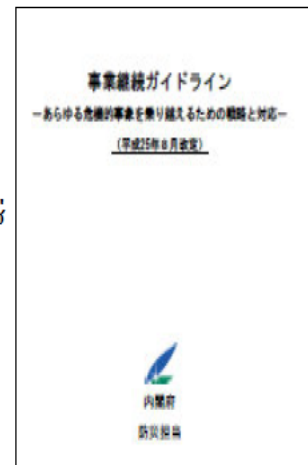 事業継続ガイドライン
－あらゆる危機的事象を乗り越えるための戦略と対応－
（平成25年８月改定）
内閣府
防災担当